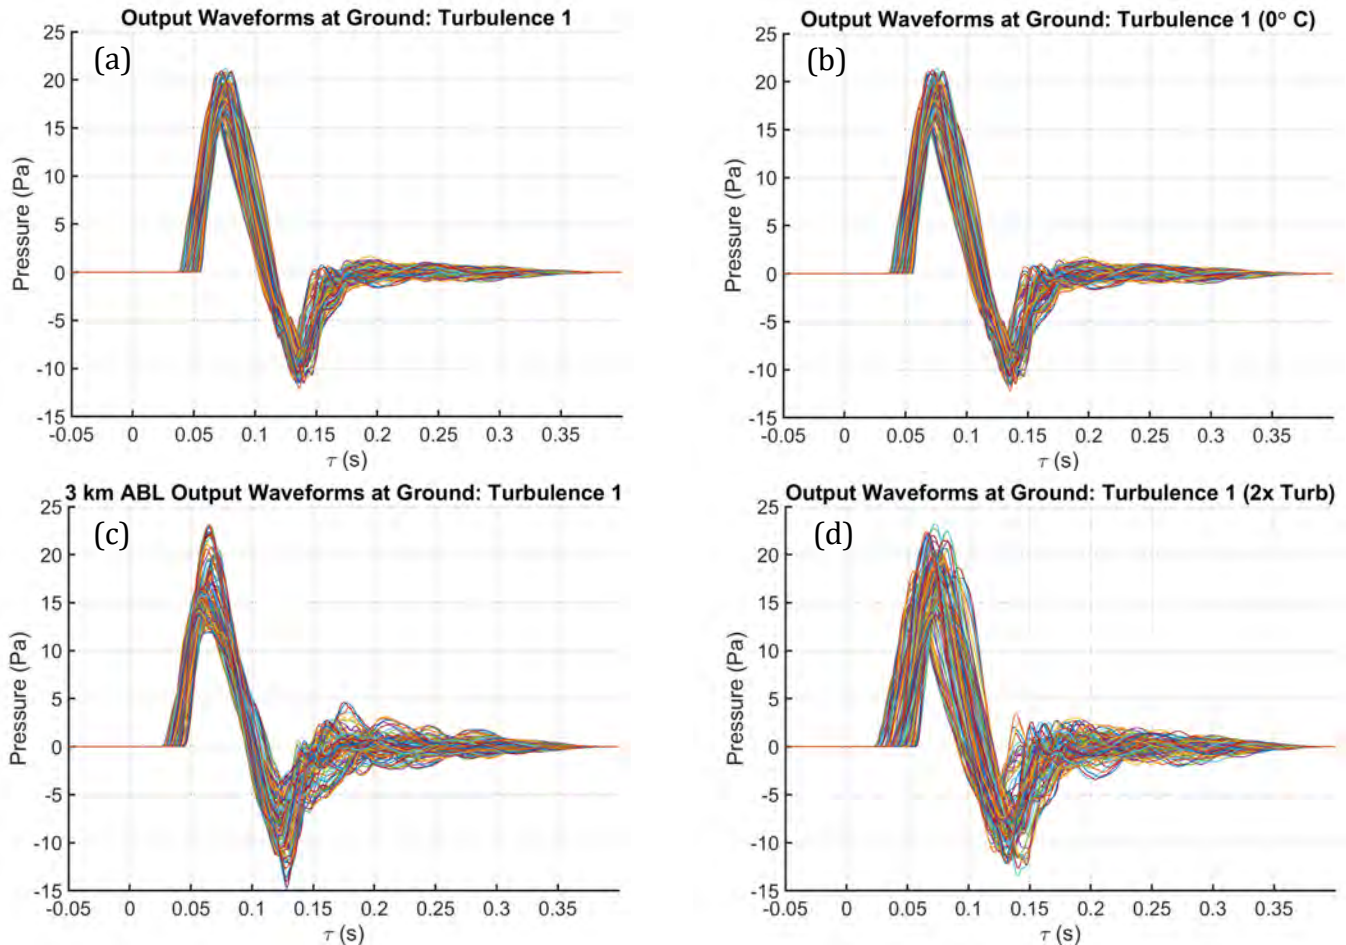 Output Waveforms at Ground: Turbulence 1
(a)
25
20
15
10
5
0
-5
-10
-15
Pressure (Pa)
-0.05 0 0.05 0.1 0.15 0.2 0.25 0.3 0.35
τ (s)
Output Waveforms at Ground: Turbulence 1 (0° C)
(b)
25
20
15
10
5
0
-5
-10
-15
Pressure (Pa)
-0.05 0 0.05 0.1 0.15 0.2 0.25 0.3 0.35
τ (s)
3 km ABL Output Waveforms at Ground: Turbulence 1
(c)
25
20
15
10
5
0
-5
-10
-15
Pressure (Pa)
-0.05 0 0.05 0.1 0.15 0.2 0.25 0.3 0.35
τ (s)
Output Waveforms at Ground: Turbulence 1 (2x Turb)
(d)
25
20
15
10
5
0
-5
-10
-15
Pressure (Pa)
-0.05 0 0.05 0.1 0.15 0.2 0.25 0.3 0.35
τ (s)